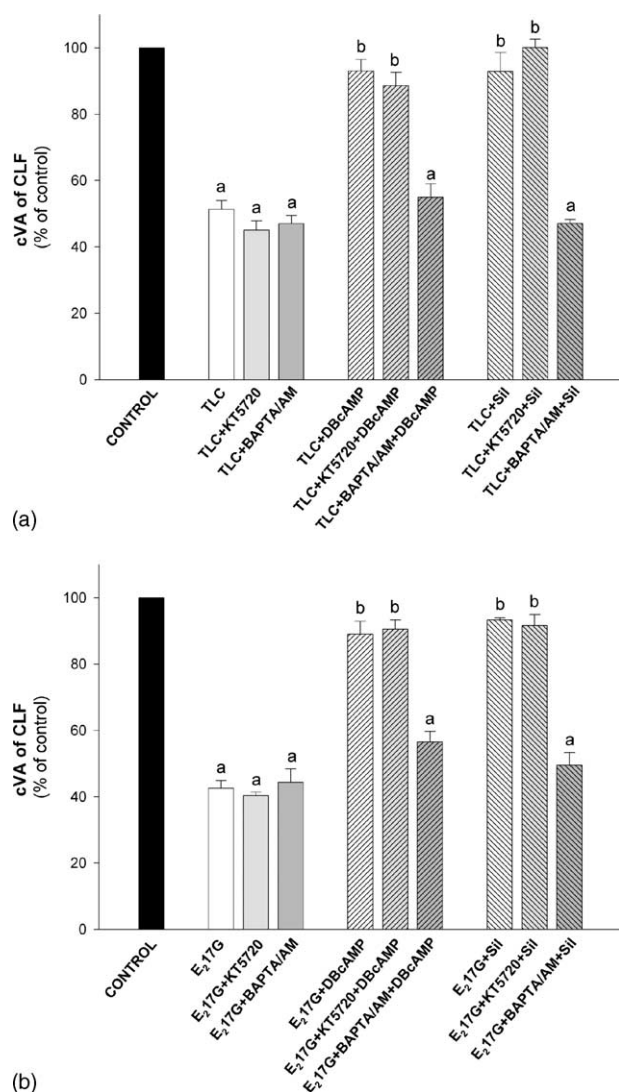 100
80
60
40
20
0
cVA of CLF
(% of control)
a
a
a
b
b
a
b
b
a
CONTROL
TLC
TLC+KT5720
TLC+BAPTA/AM
TLC+DBcAMP
TLC+KT5720+DBcAMP
TLC+BAPTA/AM+DBcAMP
TLC+Sil
TLC+KT5720+Sil
TLC+BAPTA/AM+Sil
(a)
100
80
60
40
20
0
cVA of CLF
(% of control)
a
a
a
b
b
a
b
b
a
CONTROL
E₂17G
E₂17G+KT5720
E₂17G+BAPTA/AM
E₂17G+DBcAMP
E₂17G+KT5720+DBcAMP
E₂17G+BAPTA/AM+DBcAMP
E₂17G+Sil
E₂17G+KT5720+Sil
E₂17G+BAPTA/AM+Sil
(b)